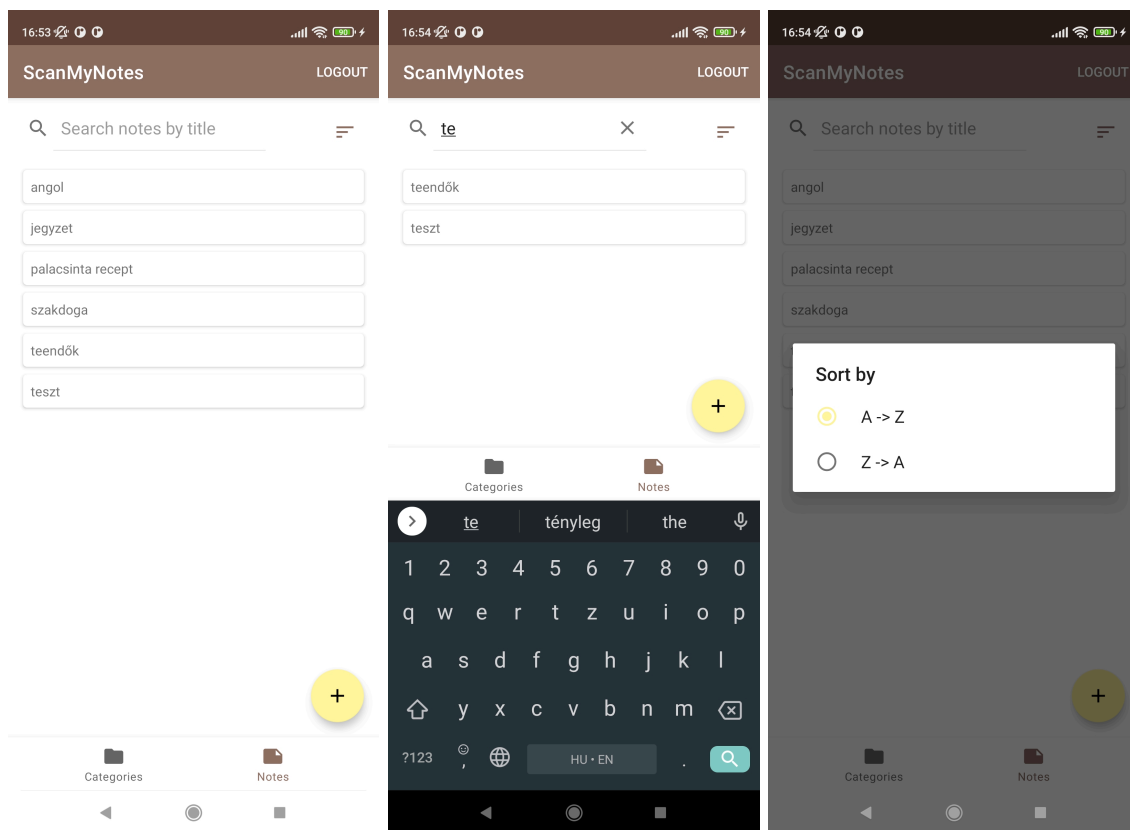 16:53
90
ScanMyNotes
LOGOUT
Search notes by title
angol
jegyzet
palacsinta recept
szakdoga
teendők
teszt
+
Categories
Notes
16:54
90
ScanMyNotes
LOGOUT
te
teendők
teszt
+
Categories
Notes
te tényleg the
1 2 3 4 5 6 7 8 9 0
q w e r t z u i o p
a s d f g h j k l
y x c v b n m
?123 , HU • EN .
16:54
90
ScanMyNotes
LOGOUT
Search notes by title
angol
jegyzet
palacsinta recept
szakdoga
Sort by
A -> Z
Z -> A
+
Categories
Notes